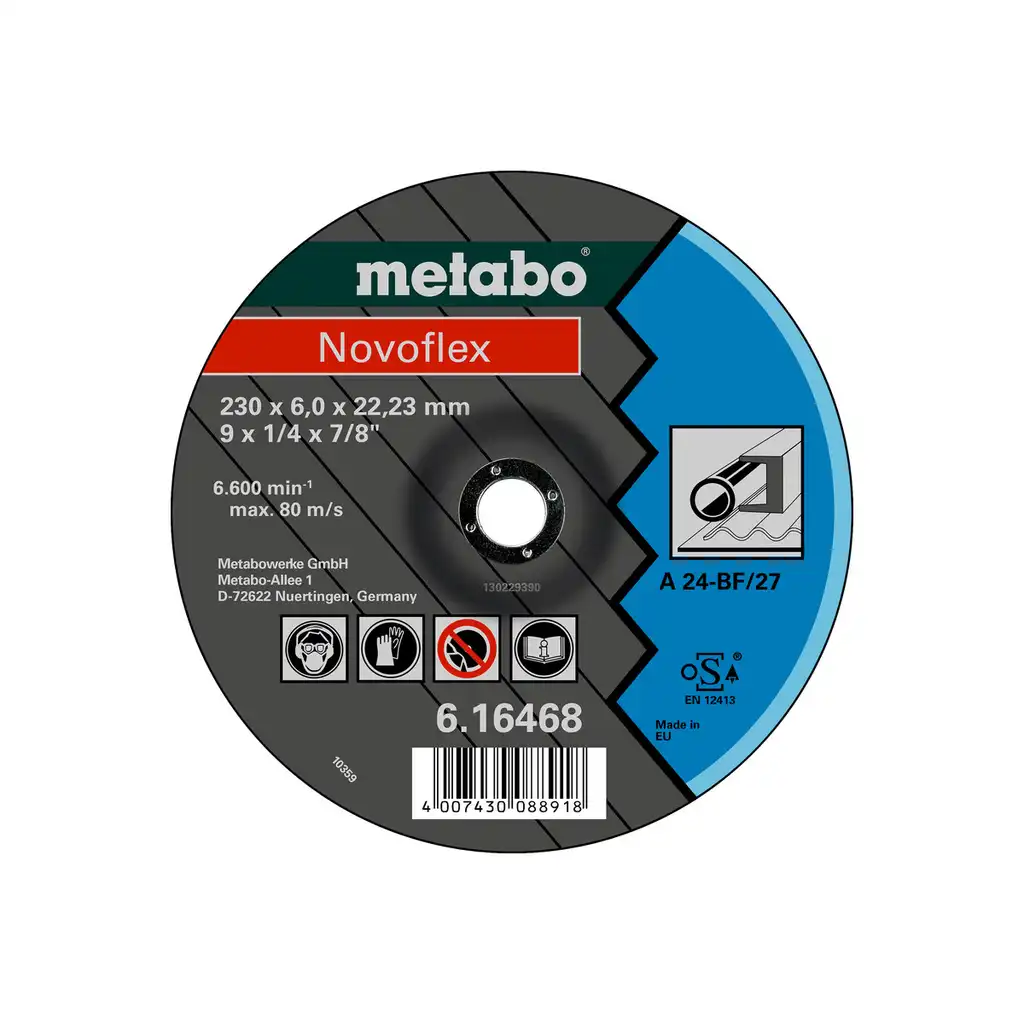 metabo®
Novoflex
230 x 6,0 x 22,23 mm
9 x 1/4 x 7/8"
6.600 min⁻¹
max. 80 m/s
Metabowerke GmbH
Metabo-Allee 1
D-72622 Nuertingen, Germany
130229390
A 24-BF/27
oSA®
EN 12413
Made in
EU
6.16468
10359
4 007430 088918